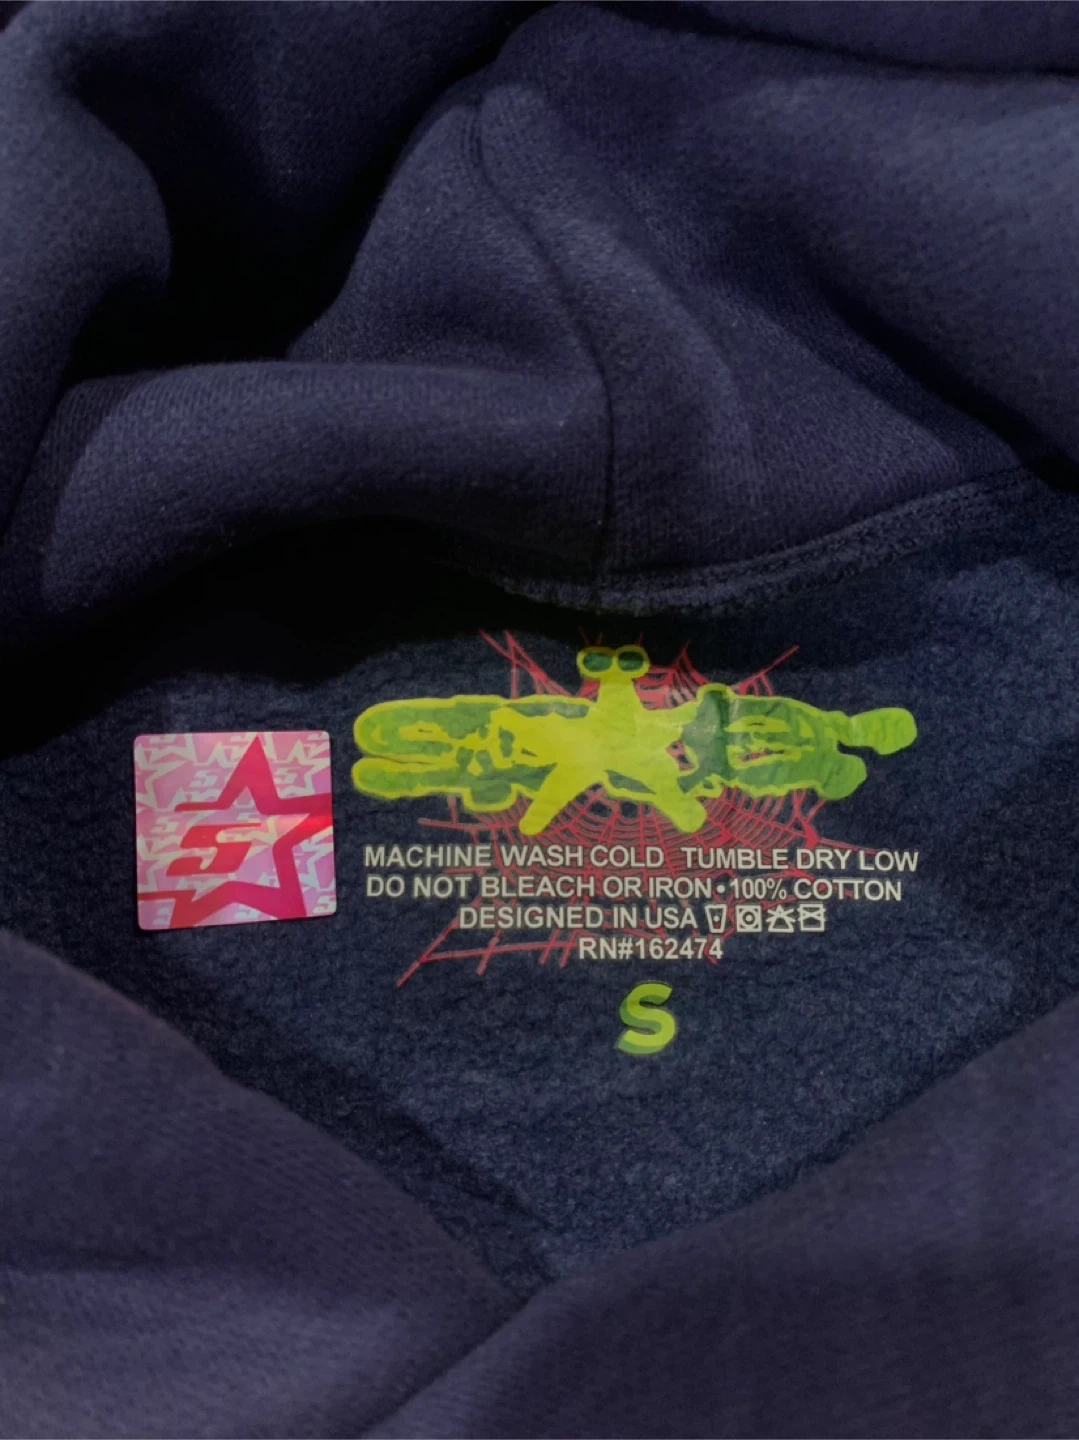 S
MACHINE WASH COLD TUMBLE DRY LOW
DO NOT BLEACH OR IRON • 100% COTTON
DESIGNED IN USA
RN#162474
S